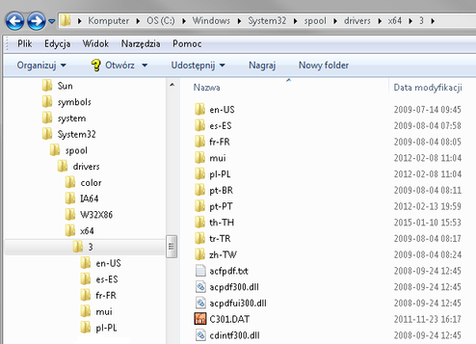 Komputer ▸ OS (C:) ▸ Windows ▸ System32 ▸ spool ▸ drivers ▸ x64 ▸ 3 ▸
Plik Edycja Widok Narzędzia Pomoc
Organizuj Otwórz Udostępnij Nagraj Nowy folder
Sun
symbols
system
System32
spool
drivers
color
IA64
W32X86
x64
3
en-US
es-ES
fr-FR
mui
pl-PL
Nazwa Data modyfikacji
en-US 2009-07-14 09:45
es-ES 2009-08-04 07:58
fr-FR 2009-08-04 08:05
mui 2012-02-08 11:04
pl-PL 2012-02-08 11:04
pt-BR 2009-08-04 08:11
pt-PT 2012-02-13 19:59
th-TH 2015-01-10 15:53
tr-TR 2009-08-04 08:17
zh-TW 2009-08-04 08:24
acfpdf.txt 2008-09-24 12:45
acpdf300.dll 2008-09-24 12:45
acpdfui300.dll 2008-09-24 12:45
C301.DAT 2011-11-23 16:17
cdintf300.dll 2008-09-24 12:45